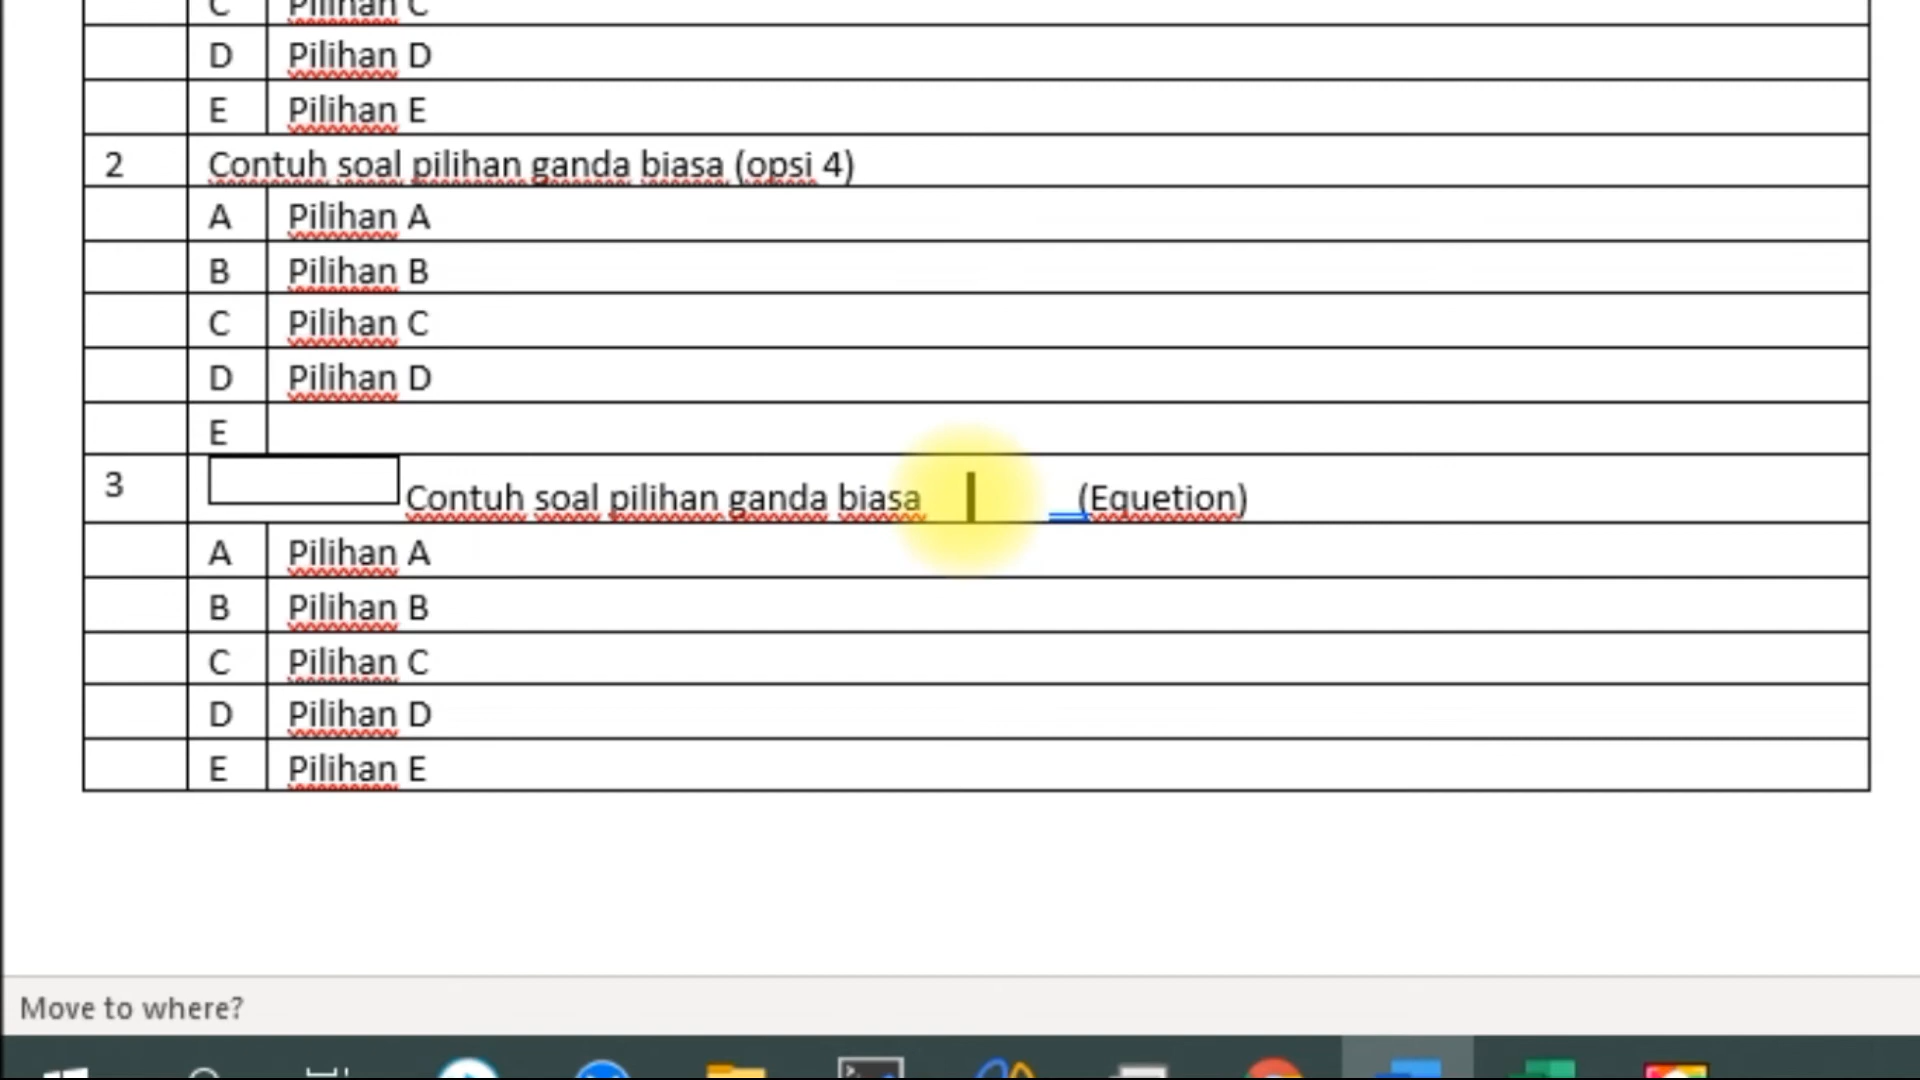 C Pilihan C
D Pilihan D
E Pilihan E
2 Contuh soal pilihan ganda biasa (opsi 4)
A Pilihan A
B Pilihan B
C Pilihan C
D Pilihan D
E
3 Contuh soal pilihan ganda biasa (Equetion)
A Pilihan A
B Pilihan B
C Pilihan C
D Pilihan D
E Pilihan E
Move to where?